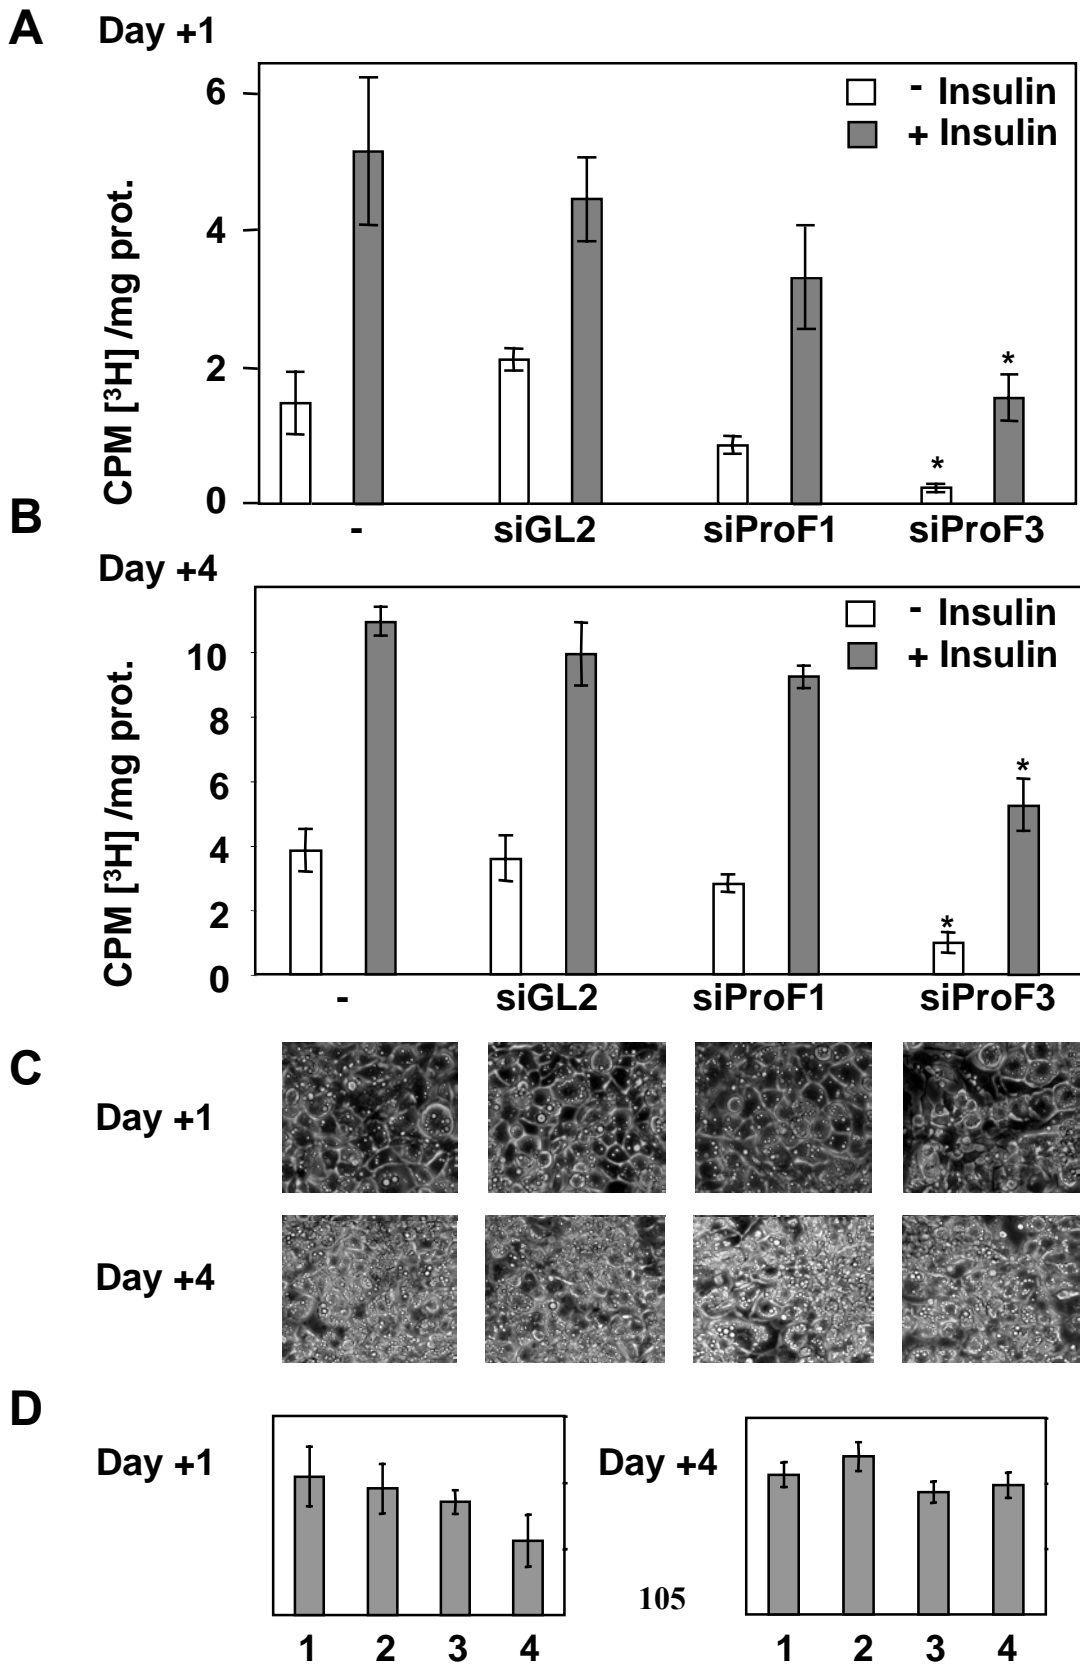 A
Day +1
CPM [³H] /mg prot.
6
4
2
0
- Insulin
+ Insulin
*
*
- siGL2 siProF1 siProF3
B
Day +4
CPM [³H] /mg prot.
10
8
6
4
2
0
- Insulin
+ Insulin
*
*
- siGL2 siProF1 siProF3
C
Day +1
Day +4
D
Day +1
1 2 3 4
Day +4
1 2 3 4
105